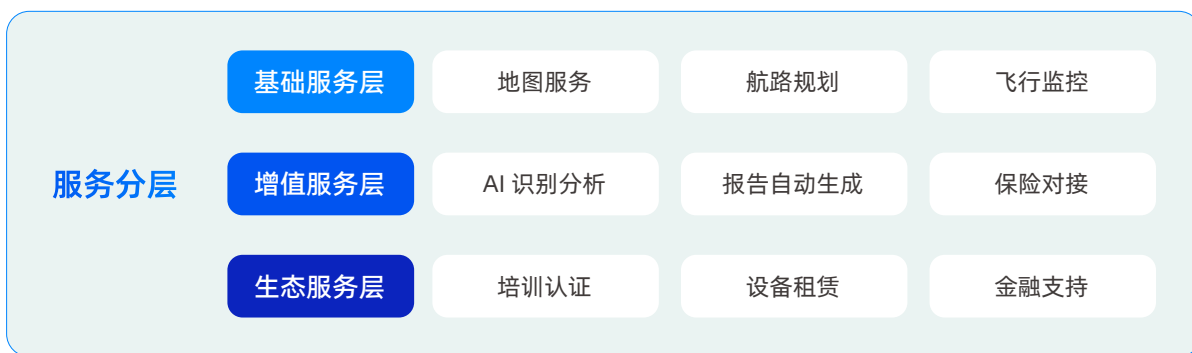 服务分层
基础服务层
地图服务
航路规划
飞行监控
增值服务层
AI 识别分析
报告自动生成
保险对接
生态服务层
培训认证
设备租赁
金融支持